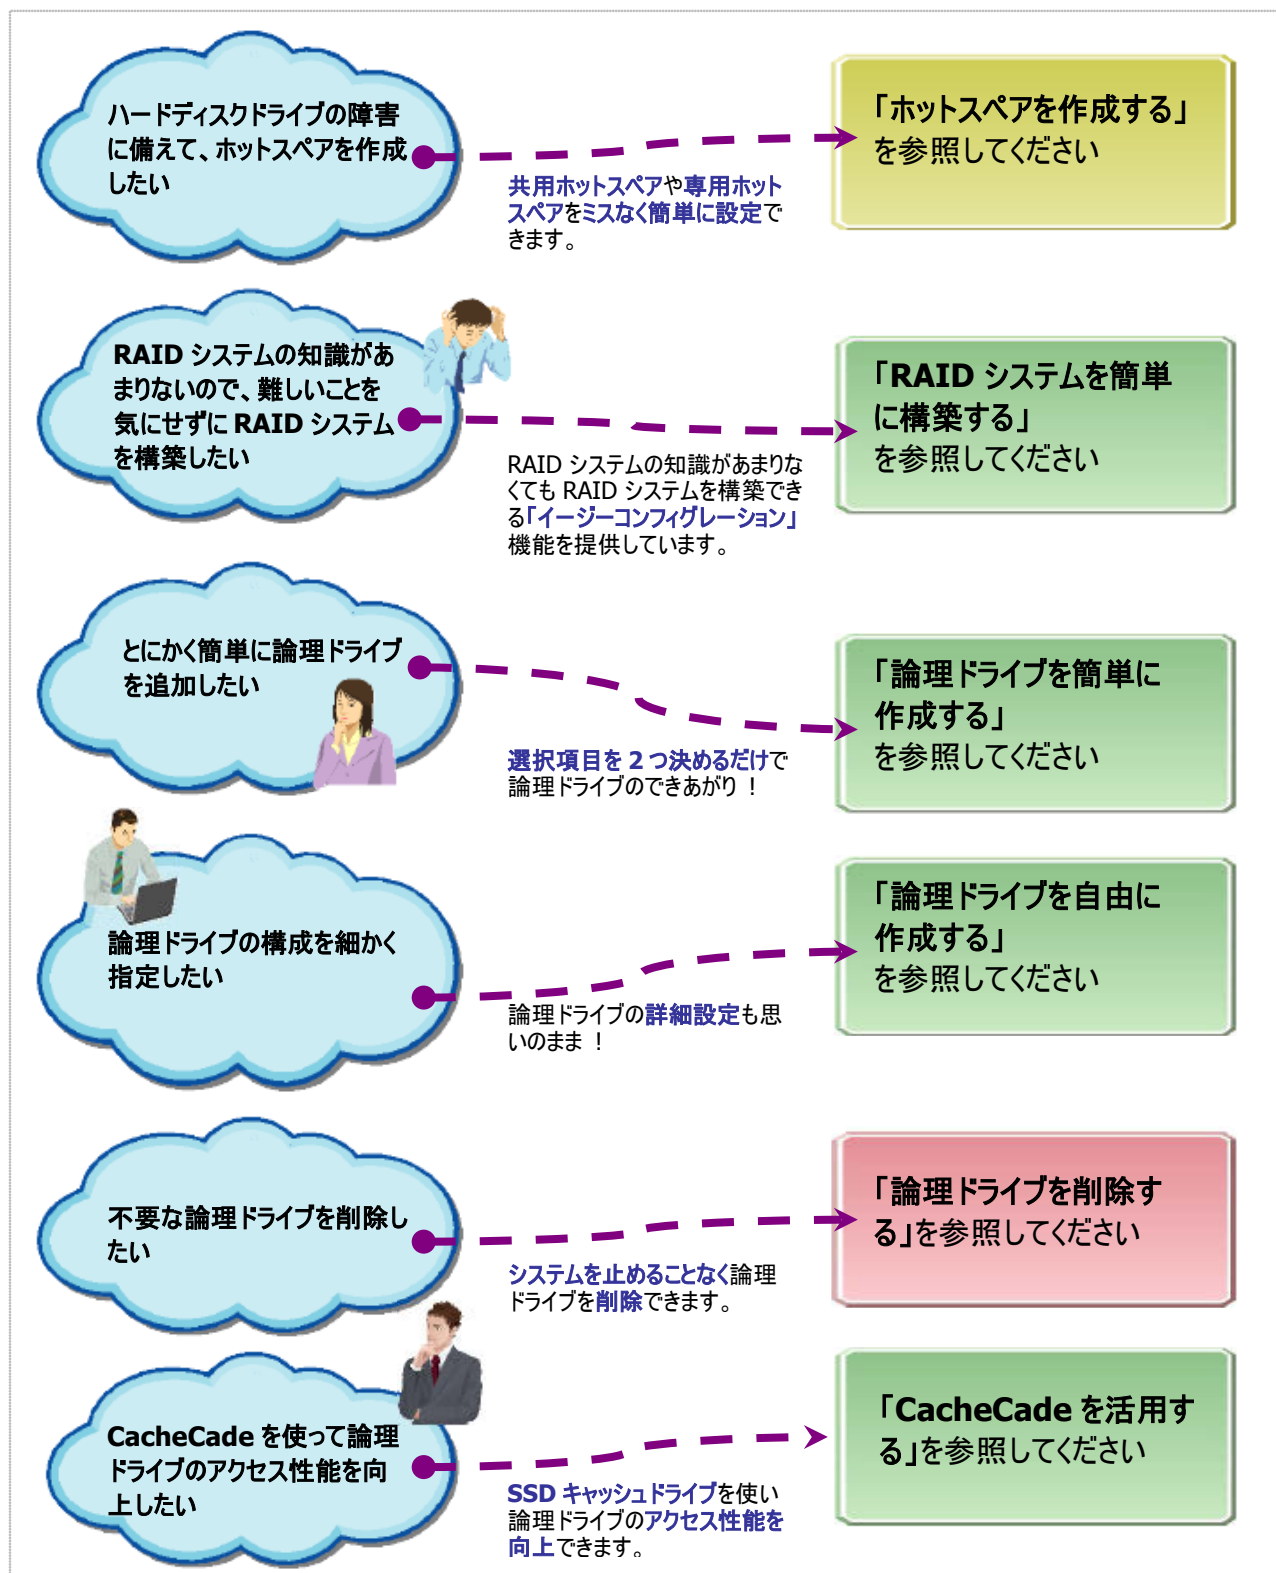 ハードディスクドライブの障害
に備えて、ホットスペアを作成
したい
共用ホットスペアや専用ホット
スペアをミスなく簡単に設定で
きます。
「ホットスペアを作成する」
を参照してください
RAID システムの知識があ
まりないので、難しいことを
気にせずに RAID システム
を構築したい
RAID システムの知識があまりな
くても RAID システムを構築でき
る「イージーコンフィグレーション」
機能を提供しています。
「RAID システムを簡単
に構築する」
を参照してください
とにかく簡単に論理ドライブ
を追加したい
選択項目を 2 つ決めるだけで
論理ドライブのできあがり！
「論理ドライブを簡単に
作成する」
を参照してください
論理ドライブの構成を細かく
指定したい
論理ドライブの詳細設定も思
いのまま！
「論理ドライブを自由に
作成する」
を参照してください
不要な論理ドライブを削除し
たい
システムを止めることなく論理
ドライブを削除できます。
「論理ドライブを削除す
る」を参照してください
CacheCade を使って論理
ドライブのアクセス性能を向
上したい
SSD キャッシュドライブを使い
論理ドライブのアクセス性能を
向上できます。
「CacheCade を活用す
る」を参照してください